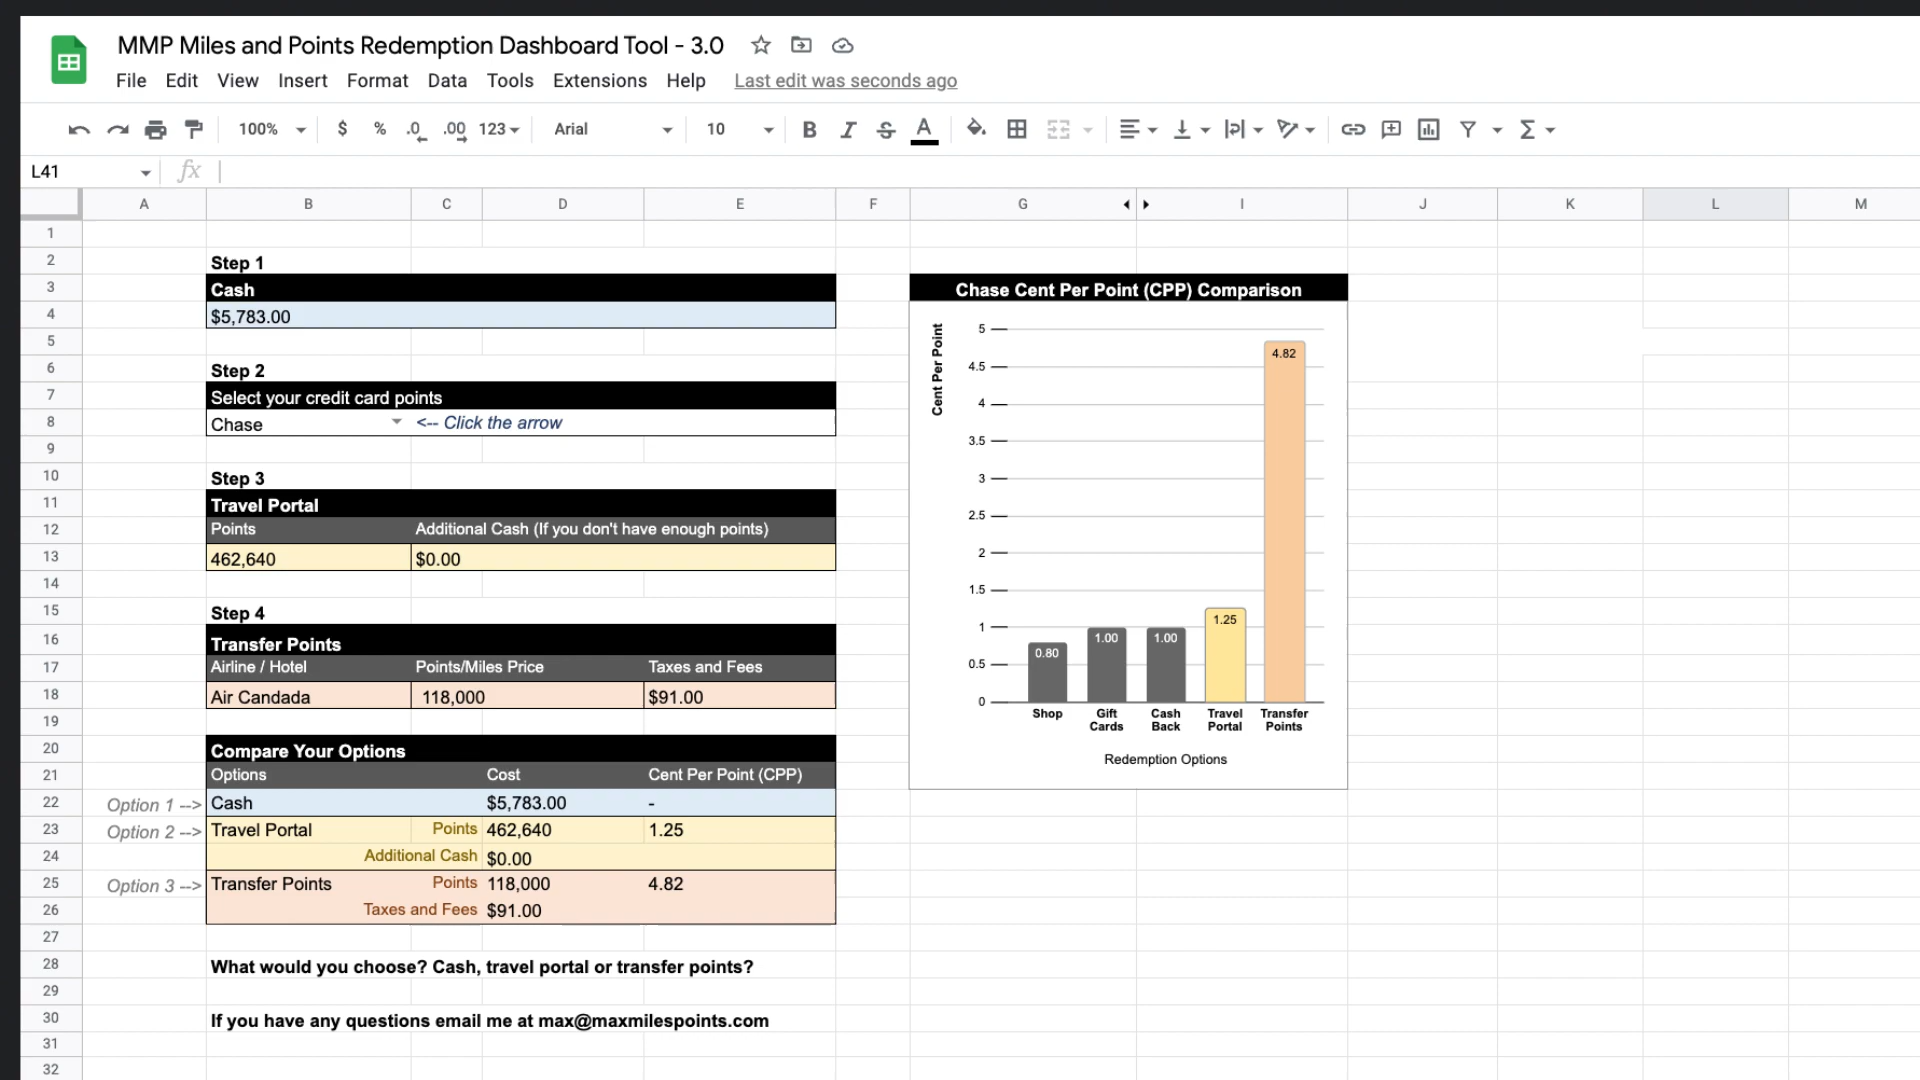 MMP Miles and Points Redemption Dashboard Tool - 3.0
File Edit View Insert Format Data Tools Extensions Help Last edit was seconds ago
100% $ % .0 .00 123 Arial 10 B I S A Σ
L41 fx
A B C D E F G I J K L M
1
2 Step 1
3 Cash Chase Cent Per Point (CPP) Comparison
4 $5,783.00
5
6 Step 2
7 Select your credit card points
8 Chase <-- Click the arrow
9
10 Step 3
11 Travel Portal
12 Points Additional Cash (If you don't have enough points)
13 462,640 $0.00
14
15 Step 4
16 Transfer Points
17 Airline / Hotel Points/Miles Price Taxes and Fees
18 Air Candada 118,000 $91.00
19
20 Compare Your Options
21 Options Cost Cent Per Point (CPP)
22 Option 1 --> Cash $5,783.00 -
23 Option 2 --> Travel Portal Points 462,640 1.25
24 Additional Cash $0.00
25 Option 3 --> Transfer Points Points 118,000 4.82
26 Taxes and Fees $91.00
27
28 What would you choose? Cash, travel portal or transfer points?
29
30 If you have any questions email me at max@maxmilespoints.com
31
32
Cent Per Point
5
4.5
4
3.5
3
2.5
2
1.5
1
0.5
0
0.80 1.00 1.00 1.25 4.82
Shop Gift Cards Cash Back Travel Portal Transfer Points
Redemption Options